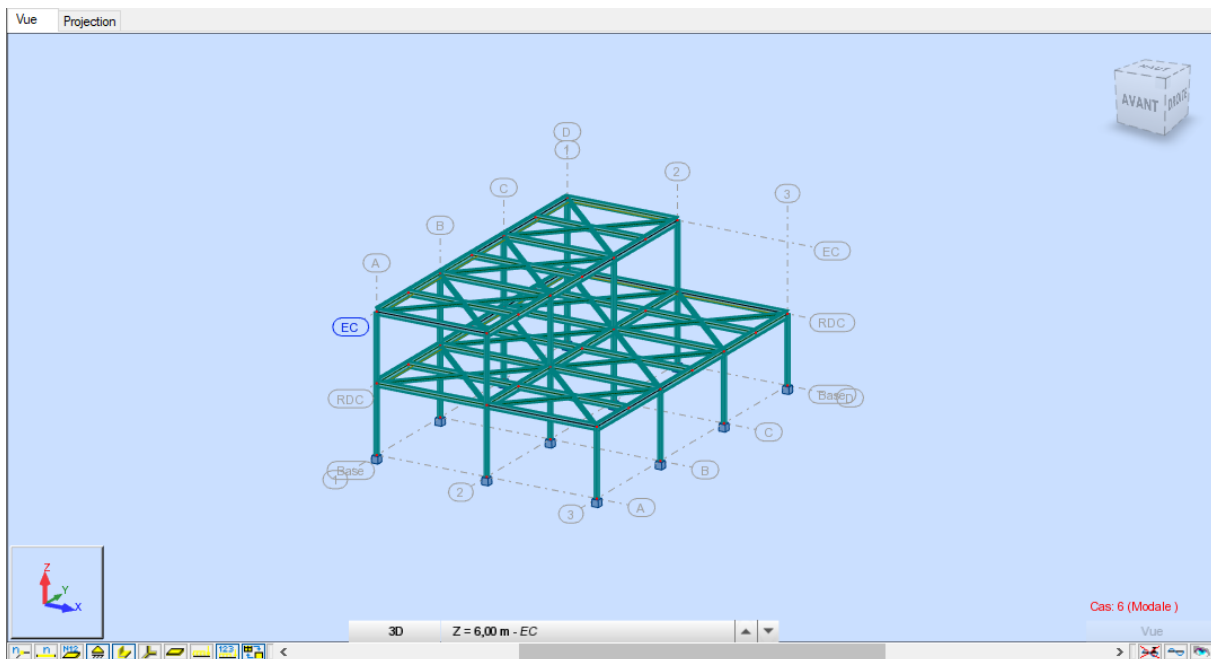 Vue
Projection
HAUT
AVANT
DROITE
D
1
2
C
3
B
EC
A
EC
RDC
RDC
Base
D
C
Base
B
1
2
A
3
Z
Y
X
Cas: 6 (Modale )
3D
Z = 6,00 m - EC
Vue
123